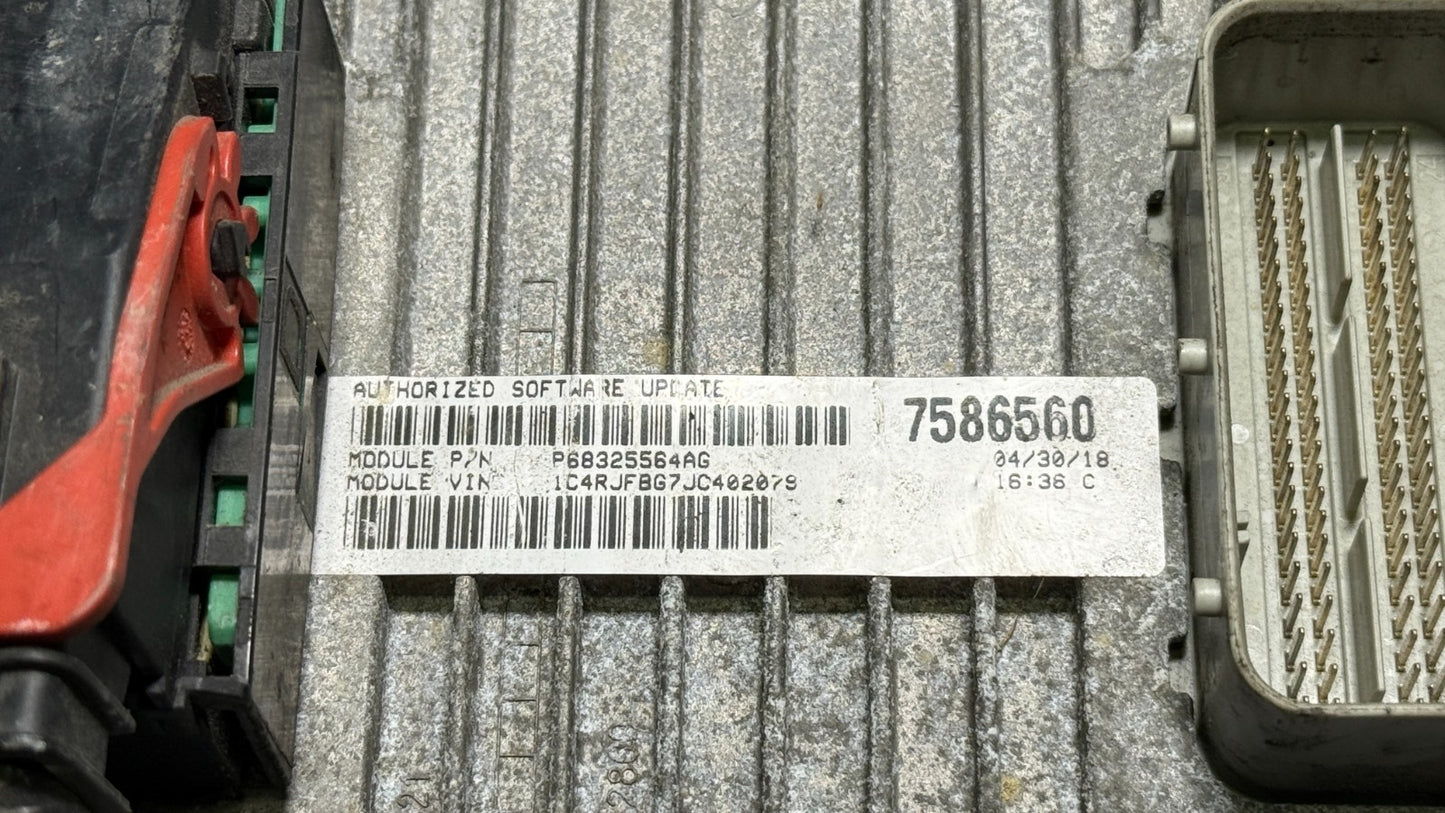 AUTHORIZED SOFTWARE UPDATE
7586560
MODULE P/N P68325564AG
04/30/18
MODULE VIN 1C4RJFBG7JC402079
16:36 C